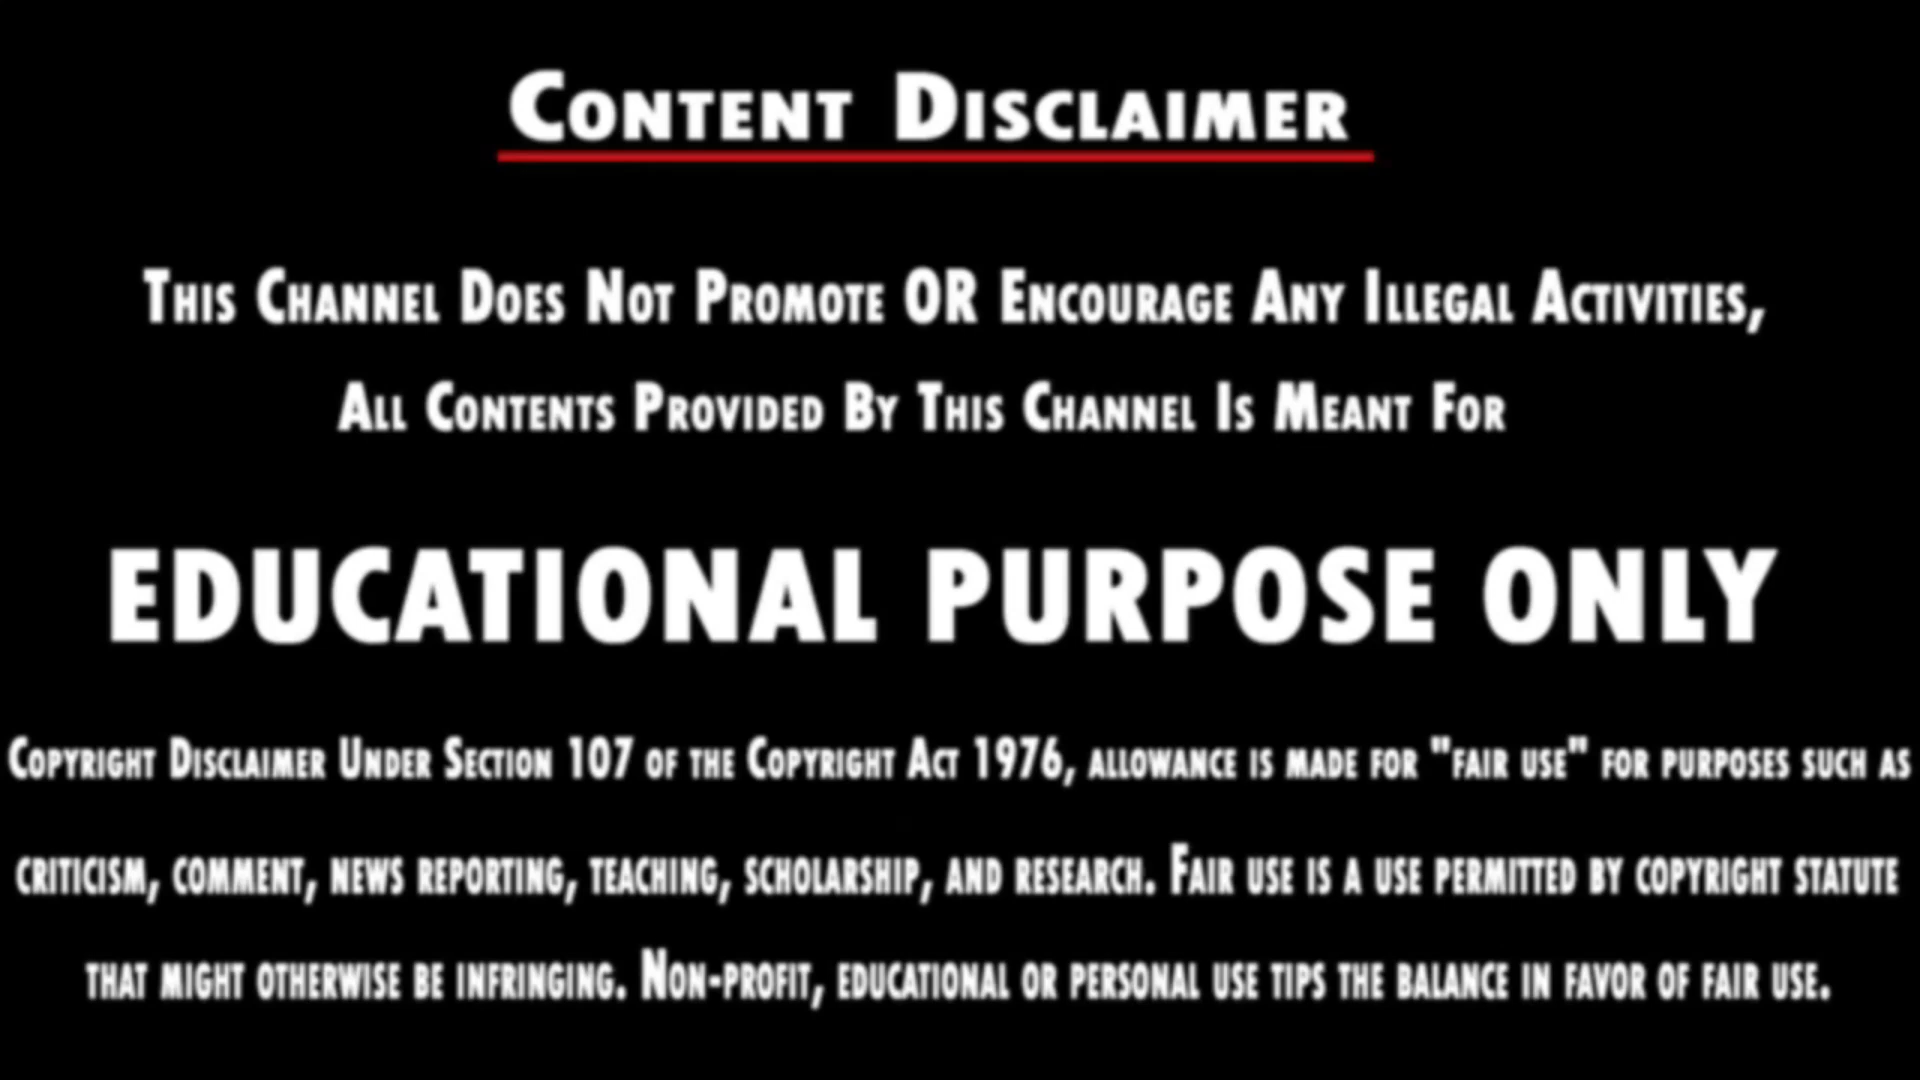 Content Disclaimer
This Channel Does Not Promote OR Encourage Any Illegal Activities,
All Contents Provided By This Channel Is Meant For
EDUCATIONAL PURPOSE ONLY
Copyright Disclaimer Under Section 107 of the Copyright Act 1976, allowance is made for "fair use" for purposes such as
criticism, comment, news reporting, teaching, scholarship, and research. Fair use is a use permitted by copyright statute
that might otherwise be infringing. Non-profit, educational or personal use tips the balance in favor of fair use.